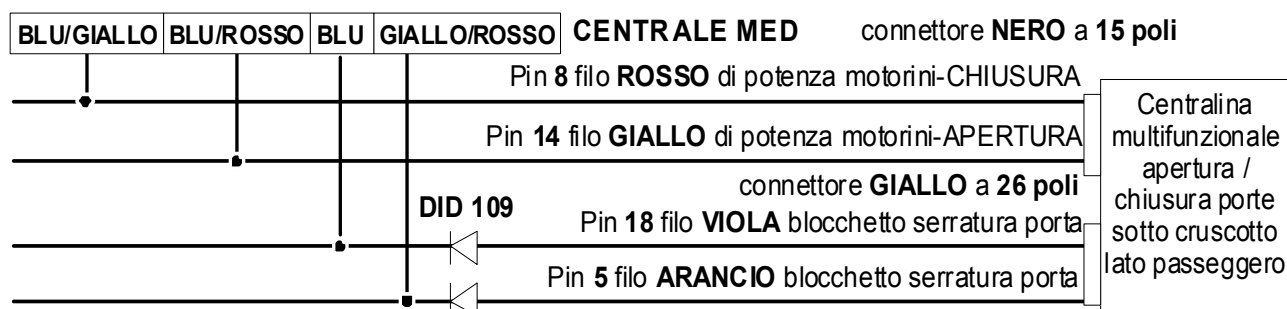 BLU/GIALLO BLU/ROSSO BLU GIALLO/ROSSO CENTRALE MED connettore NERO a 15 poli
Pin 8 filo ROSSO di potenza motorini-CHIUSURA
Pin 14 filo GIALLO di potenza motorini-APERTURA
connettore GIALLO a 26 poli
DID 109
Pin 18 filo VIOLA blocchetto serratura porta
Pin 5 filo ARANCIO blocchetto serratura porta
Centralina
multifunzionale
apertura /
chiusura porte
sotto cruscotto
lato passeggero